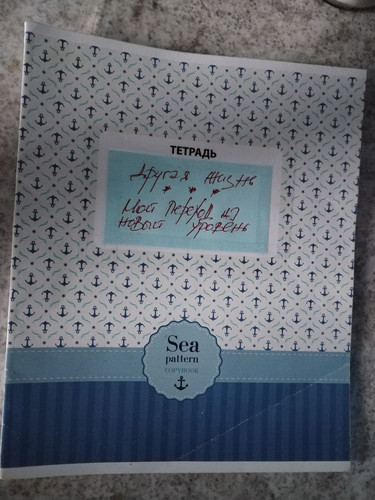 ТЕТРАДЬ
Другая жизнь
* * *
Мой Переход на
новый уровень
Sea
pattern
COPYBOOK